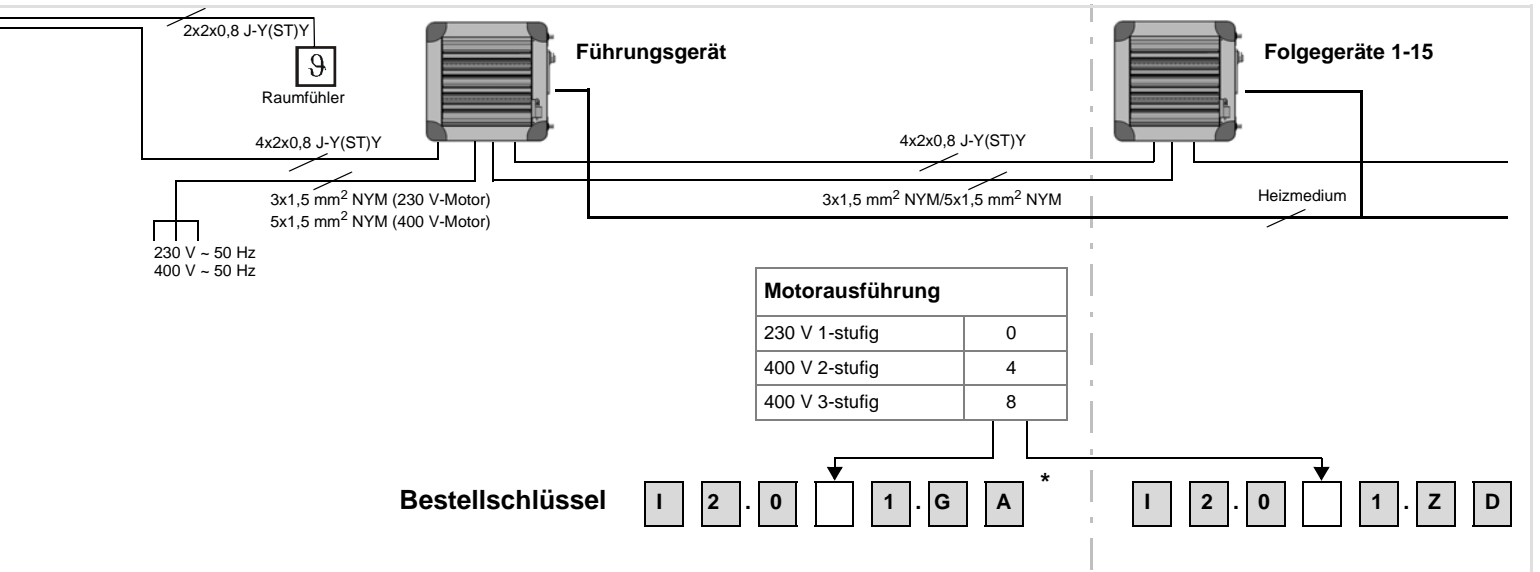 2x2x0,8 J-Y(ST)Y
ϑ
Raumfühler
Führungsgerät
Folgegeräte 1-15
4x2x0,8 J-Y(ST)Y
4x2x0,8 J-Y(ST)Y
3x1,5 mm² NYM (230 V-Motor)
5x1,5 mm² NYM (400 V-Motor)
3x1,5 mm² NYM/5x1,5 mm² NYM
Heizmedium
230 V ~ 50 Hz
400 V ~ 50 Hz
Motorausführung
230 V 1-stufig 0
400 V 2-stufig 4
400 V 3-stufig 8
Bestellschlüssel I 2 . 0 1 . G A *
I 2 . 0 1 . Z D